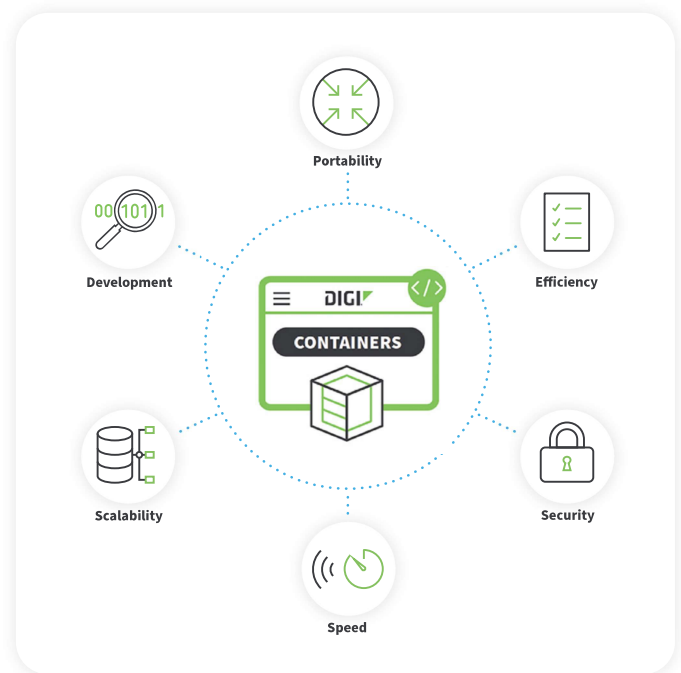 Portability
00 101 1
Development
Efficiency
DIGI
</>
CONTAINERS
Scalability
Security
Speed